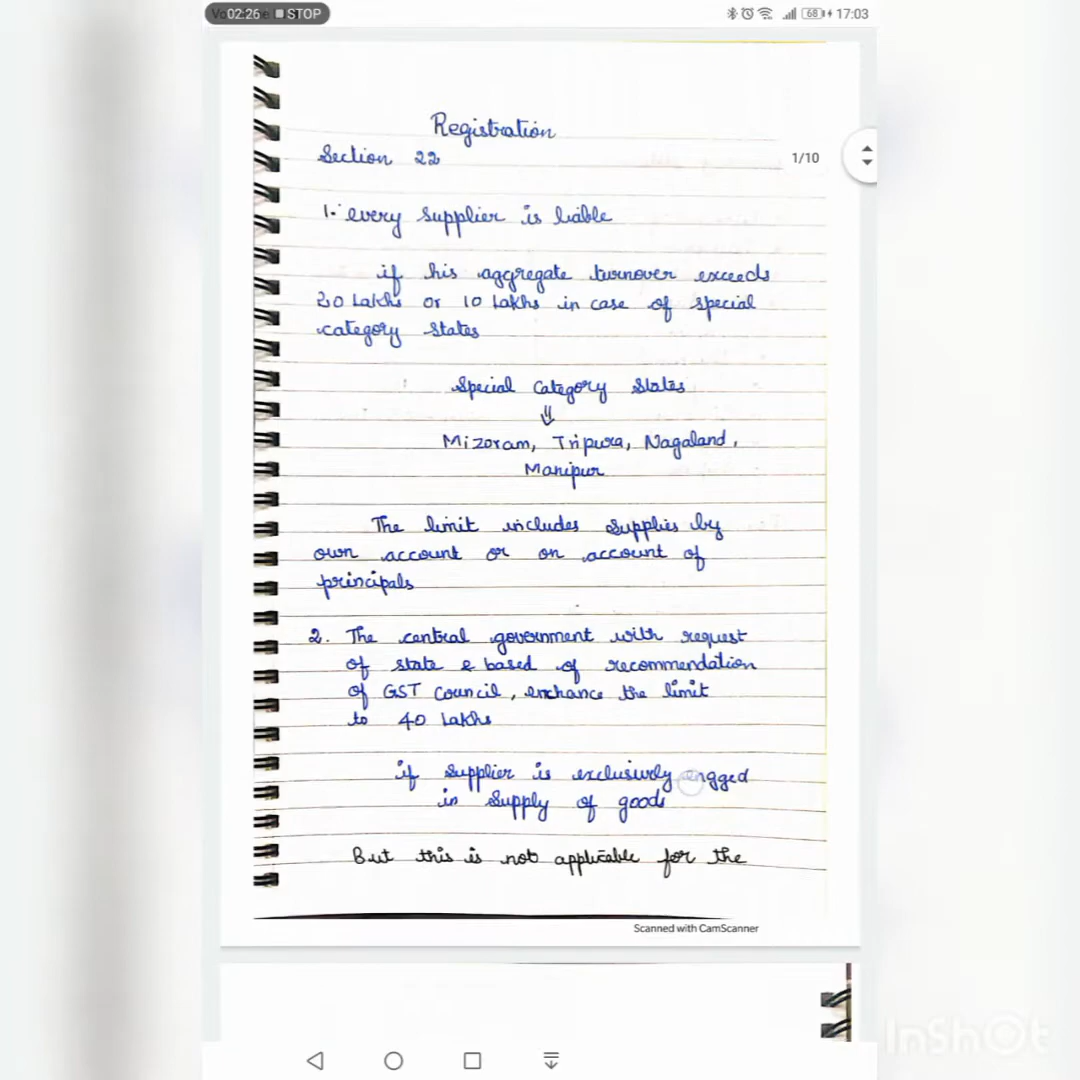 02:26 STOP
68 17:03
Registration
Section 22
1/10
1. every supplier is liable
if his aggregate turnover exceeds
20 Lakhs or 10 Lakhs in case of special
category states
Special Category States
⇓
Mizoram, Tripura, Nagaland,
Manipur
The limit includes supplies by
own account or on account of
principals
2. The central government with request
of state & based of recommendation
of GST Council, enchance the limit
to 40 Lakhs
if supplier is exclusively engged
in supply of goods
But this is not applicable for the
Scanned with CamScanner
InShOt